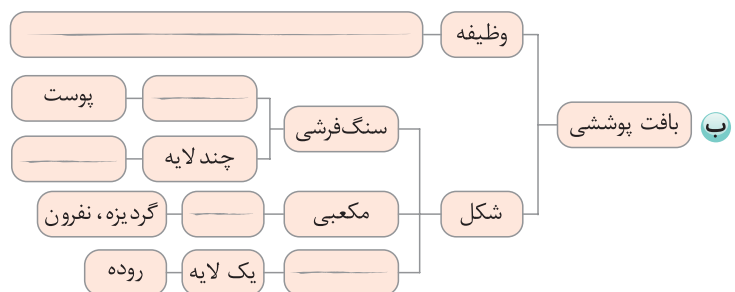 وظیفه
پوست
سنگ‌فرشی
بافت پوششی
ب
چند لایه
گردیزه، نفرون
مکعبی
شکل
روده
یک لایه